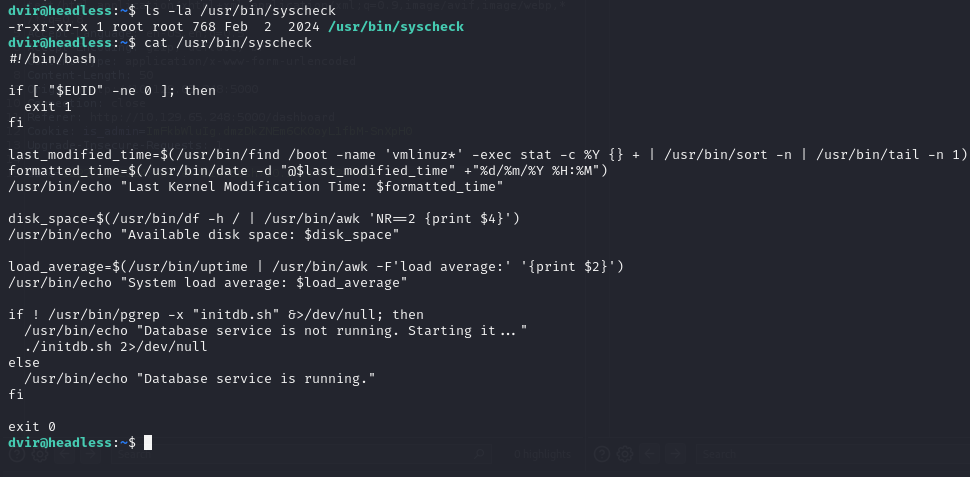 dvir@headless:~$ ls -la /usr/bin/syscheck
-r-xr-xr-x 1 root root 768 Feb  2  2024 /usr/bin/syscheck
dvir@headless:~$ cat /usr/bin/syscheck
#!/bin/bash

if [ "$EUID" -ne 0 ]; then
  exit 1
fi

last_modified_time=$(/usr/bin/find /boot -name 'vmlinuz*' -exec stat -c %Y {} + | /usr/bin/sort -n | /usr/bin/tail -n 1)
formatted_time=$(/usr/bin/date -d "@$last_modified_time" +"%d/%m/%Y %H:%M")
/usr/bin/echo "Last Kernel Modification Time: $formatted_time"

disk_space=$(/usr/bin/df -h / | /usr/bin/awk 'NR==2 {print $4}')
/usr/bin/echo "Available disk space: $disk_space"

load_average=$(/usr/bin/uptime | /usr/bin/awk -F'load average:' '{print $2}')
/usr/bin/echo "System load average: $load_average"

if ! /usr/bin/pgrep -x "initdb.sh" &>/dev/null; then
  /usr/bin/echo "Database service is not running. Starting it..."
  ./initdb.sh 2>/dev/null
else
  /usr/bin/echo "Database service is running."
fi

exit 0
dvir@headless:~$